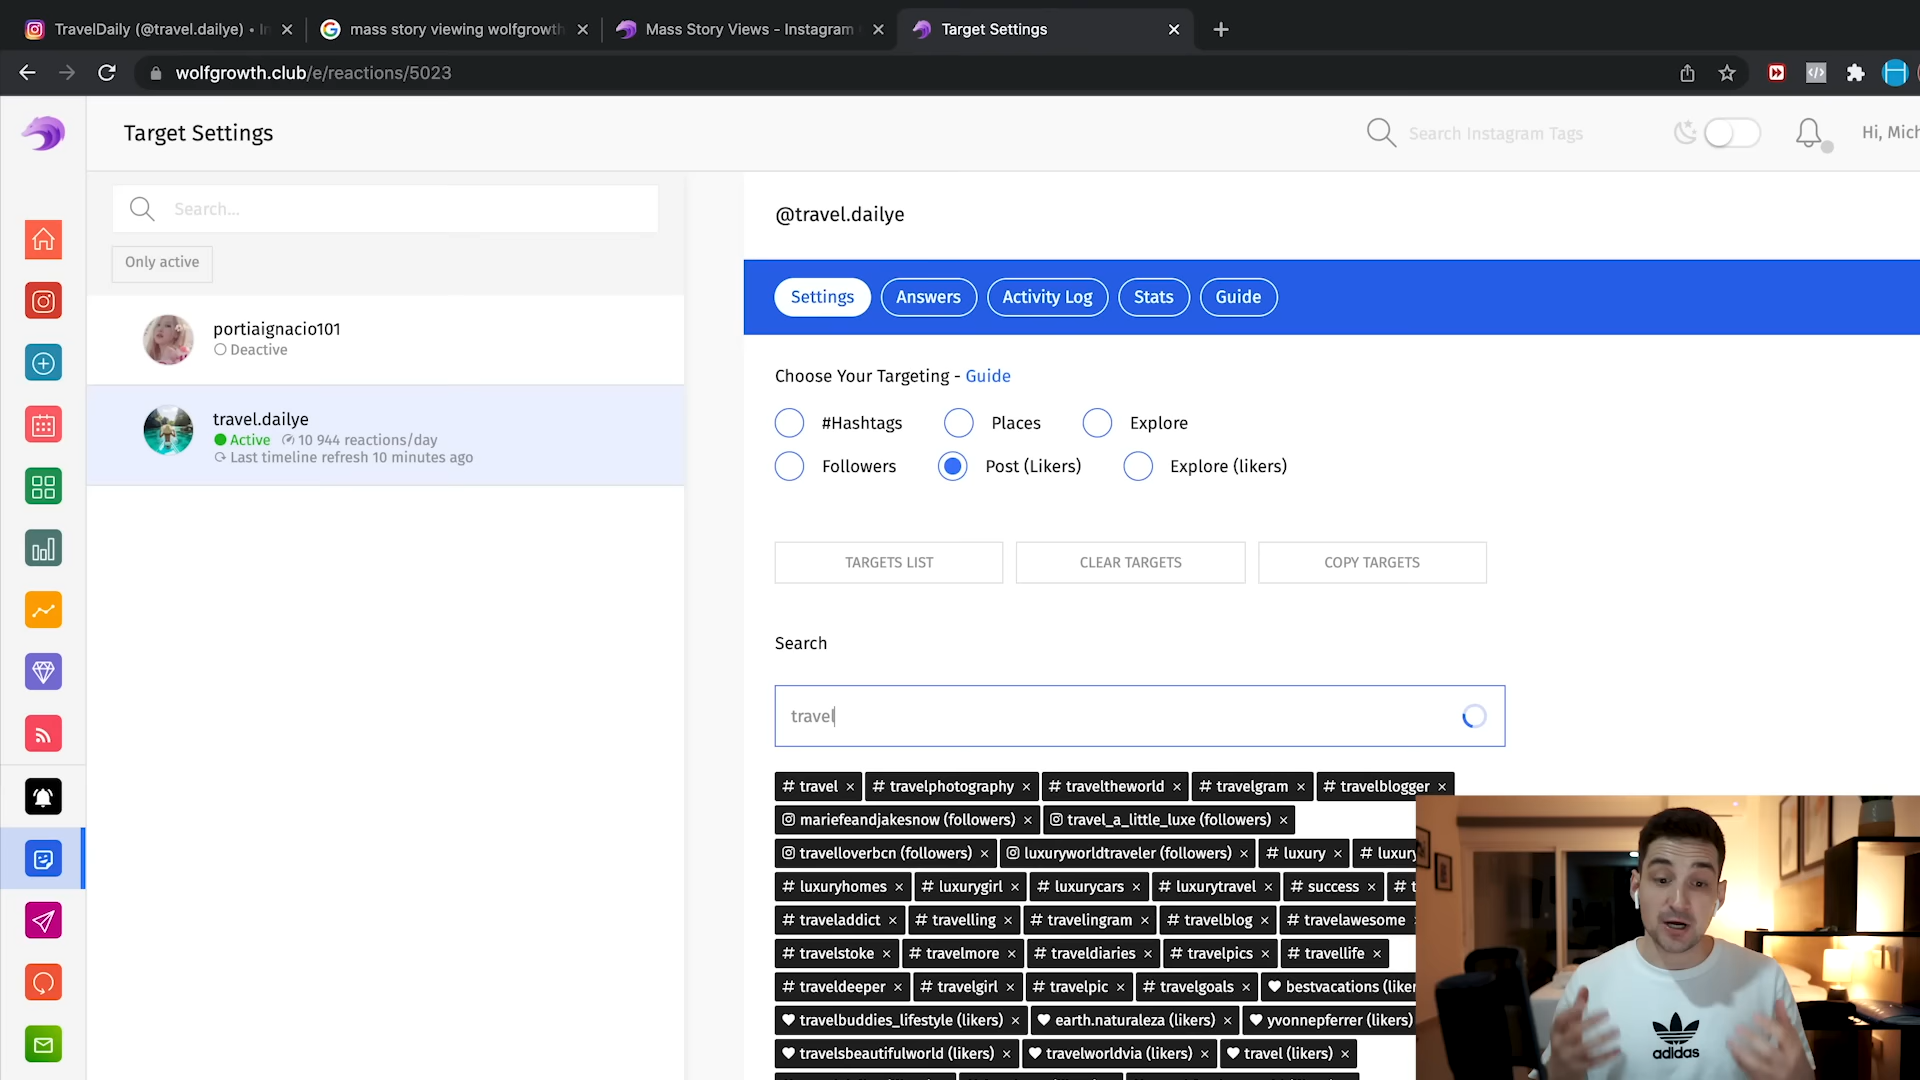 TravelDaily (@travel.dailye) • In
mass story viewing wolfgrowth
Mass Story Views - Instagram
Target Settings
wolfgrowth.club/e/reactions/5023
Target Settings
Search Instagram Tags
Hi, Mich
Search...
Only active
portiaignacio101
Deactive
travel.dailye
Active 10 944 reactions/day
Last timeline refresh 10 minutes ago
@travel.dailye
Settings Answers Activity Log Stats Guide
Choose Your Targeting - Guide
#Hashtags Places Explore
Followers Post (Likers) Explore (likers)
TARGETS LIST CLEAR TARGETS COPY TARGETS
Search
travel
# travel × # travelphotography × # traveltheworld × # travelgram × # travelblogger ×
mariefeandjakesnow (followers) × travel_a_little_luxe (followers) ×
travelloverbcn (followers) × luxuryworldtraveler (followers) × # luxury × # luxury
# luxuryhomes × # luxurygirl × # luxurycars × # luxurytravel × # success × # t
# traveladdict × # travelling × # travelingram × # travelblog × # travelawesome
# travelstoke × # travelmore × # traveldiaries × # travelpics × # travellife ×
# traveldeeper × # travelgirl × # travelpic × # travelgoals × bestvacations (liker
travelbuddies_lifestyle (likers) × earth.naturaleza (likers) × yvonnepferrer (likers)
travelsbeautifulworld (likers) × travelworldvia (likers) × travel (likers) ×
adidas